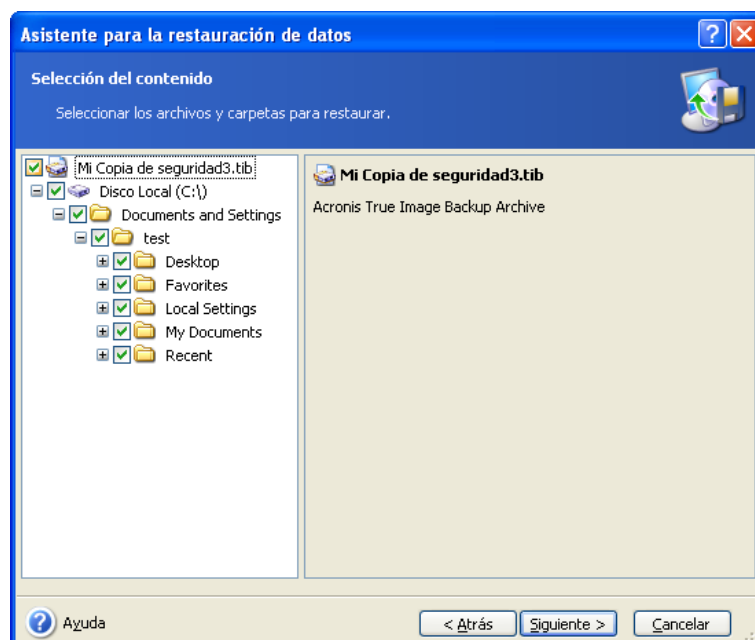 Asistente para la restauración de datos
Selección del contenido
Seleccionar los archivos y carpetas para restaurar.
Mi Copia de seguridad3.tib
Disco Local (C:\)
Documents and Settings
test
Desktop
Favorites
Local Settings
My Documents
Recent
Mi Copia de seguridad3.tib
Acronis True Image Backup Archive
Ayuda
< Atrás
Siguiente >
Cancelar